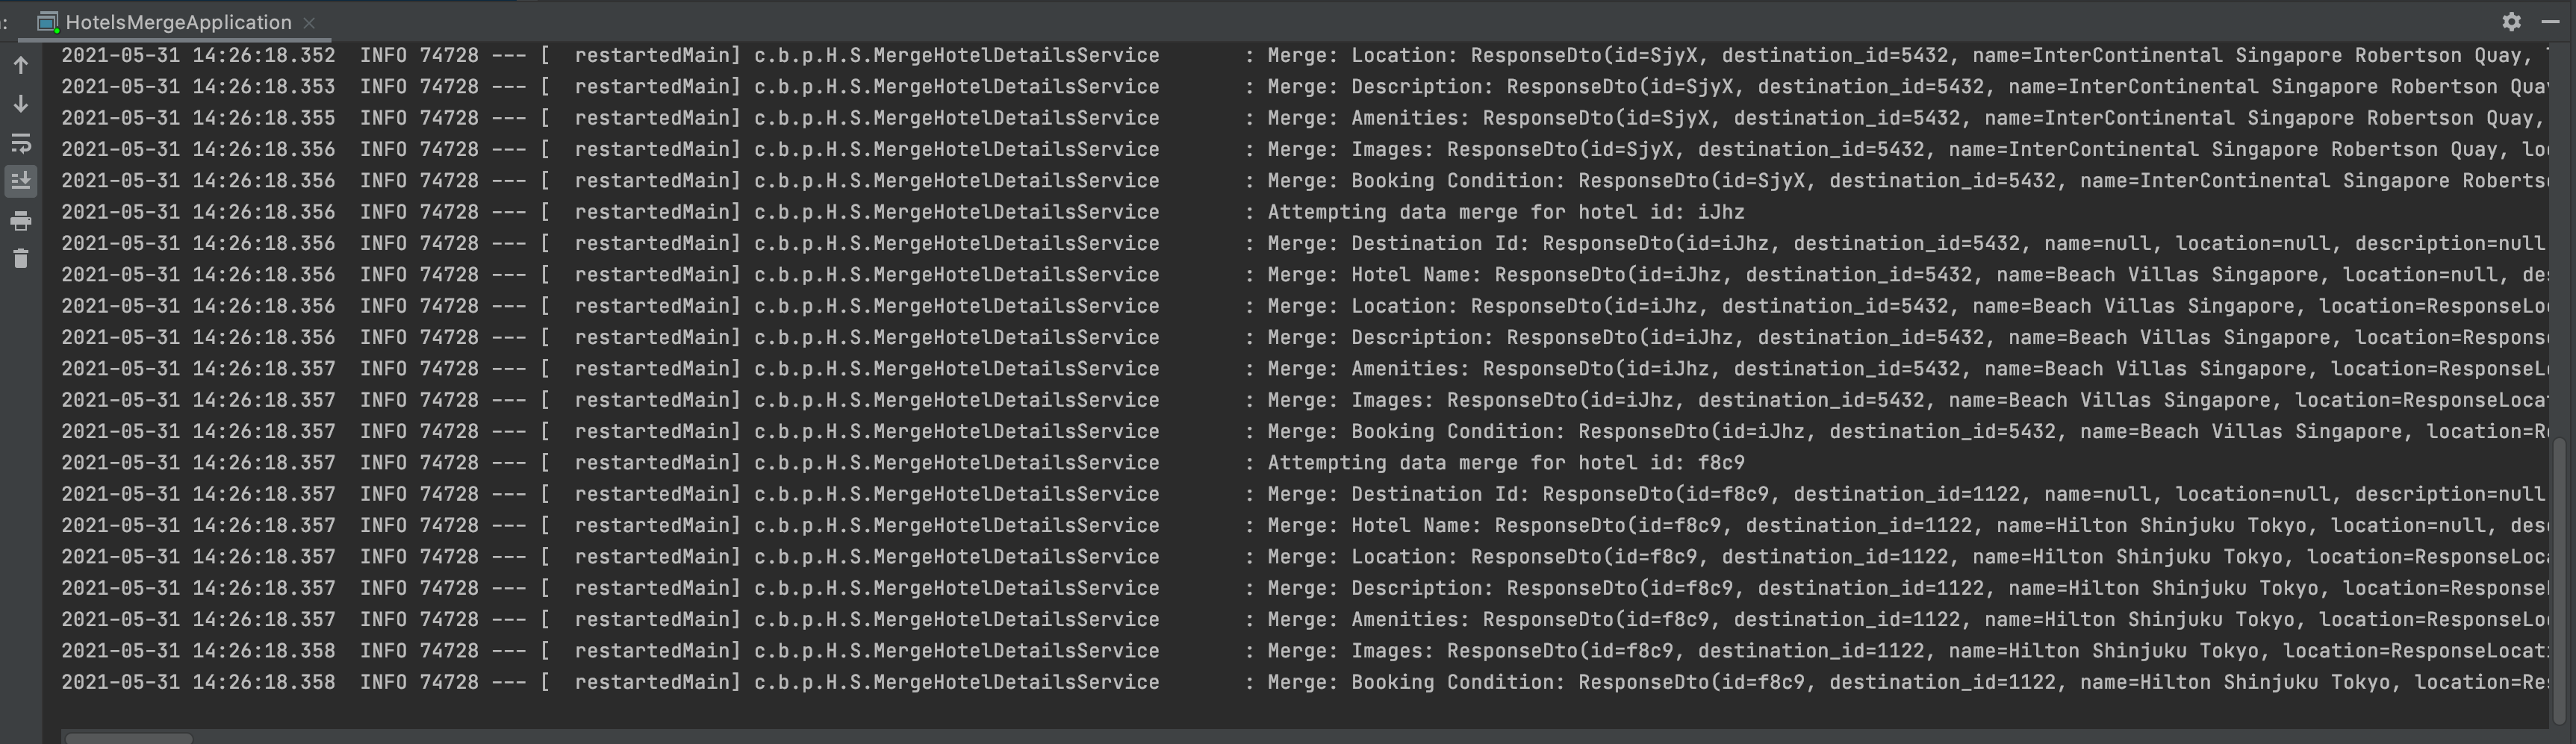 :
HotelsMergeApplication
2021-05-31 14:26:18.352  INFO 74728 --- [  restartedMain] c.b.p.H.S.MergeHotelDetailsService       : Merge: Location: ResponseDto(id=SjyX, destination_id=5432, name=InterContinental Singapore Robertson Quay,
2021-05-31 14:26:18.353  INFO 74728 --- [  restartedMain] c.b.p.H.S.MergeHotelDetailsService       : Merge: Description: ResponseDto(id=SjyX, destination_id=5432, name=InterContinental Singapore Robertson Quay
2021-05-31 14:26:18.355  INFO 74728 --- [  restartedMain] c.b.p.H.S.MergeHotelDetailsService       : Merge: Amenities: ResponseDto(id=SjyX, destination_id=5432, name=InterContinental Singapore Robertson Quay,
2021-05-31 14:26:18.356  INFO 74728 --- [  restartedMain] c.b.p.H.S.MergeHotelDetailsService       : Merge: Images: ResponseDto(id=SjyX, destination_id=5432, name=InterContinental Singapore Robertson Quay, lo
2021-05-31 14:26:18.356  INFO 74728 --- [  restartedMain] c.b.p.H.S.MergeHotelDetailsService       : Merge: Booking Condition: ResponseDto(id=SjyX, destination_id=5432, name=InterContinental Singapore Roberts
2021-05-31 14:26:18.356  INFO 74728 --- [  restartedMain] c.b.p.H.S.MergeHotelDetailsService       : Attempting data merge for hotel id: iJhz
2021-05-31 14:26:18.356  INFO 74728 --- [  restartedMain] c.b.p.H.S.MergeHotelDetailsService       : Merge: Destination Id: ResponseDto(id=iJhz, destination_id=5432, name=null, location=null, description=null
2021-05-31 14:26:18.356  INFO 74728 --- [  restartedMain] c.b.p.H.S.MergeHotelDetailsService       : Merge: Hotel Name: ResponseDto(id=iJhz, destination_id=5432, name=Beach Villas Singapore, location=null, des
2021-05-31 14:26:18.356  INFO 74728 --- [  restartedMain] c.b.p.H.S.MergeHotelDetailsService       : Merge: Location: ResponseDto(id=iJhz, destination_id=5432, name=Beach Villas Singapore, location=ResponseLo
2021-05-31 14:26:18.356  INFO 74728 --- [  restartedMain] c.b.p.H.S.MergeHotelDetailsService       : Merge: Description: ResponseDto(id=iJhz, destination_id=5432, name=Beach Villas Singapore, location=Respons
2021-05-31 14:26:18.357  INFO 74728 --- [  restartedMain] c.b.p.H.S.MergeHotelDetailsService       : Merge: Amenities: ResponseDto(id=iJhz, destination_id=5432, name=Beach Villas Singapore, location=ResponseL
2021-05-31 14:26:18.357  INFO 74728 --- [  restartedMain] c.b.p.H.S.MergeHotelDetailsService       : Merge: Images: ResponseDto(id=iJhz, destination_id=5432, name=Beach Villas Singapore, location=ResponseLocat
2021-05-31 14:26:18.357  INFO 74728 --- [  restartedMain] c.b.p.H.S.MergeHotelDetailsService       : Merge: Booking Condition: ResponseDto(id=iJhz, destination_id=5432, name=Beach Villas Singapore, location=R
2021-05-31 14:26:18.357  INFO 74728 --- [  restartedMain] c.b.p.H.S.MergeHotelDetailsService       : Attempting data merge for hotel id: f8c9
2021-05-31 14:26:18.357  INFO 74728 --- [  restartedMain] c.b.p.H.S.MergeHotelDetailsService       : Merge: Destination Id: ResponseDto(id=f8c9, destination_id=1122, name=null, location=null, description=null
2021-05-31 14:26:18.357  INFO 74728 --- [  restartedMain] c.b.p.H.S.MergeHotelDetailsService       : Merge: Hotel Name: ResponseDto(id=f8c9, destination_id=1122, name=Hilton Shinjuku Tokyo, location=null, des
2021-05-31 14:26:18.357  INFO 74728 --- [  restartedMain] c.b.p.H.S.MergeHotelDetailsService       : Merge: Location: ResponseDto(id=f8c9, destination_id=1122, name=Hilton Shinjuku Tokyo, location=ResponseLoca
2021-05-31 14:26:18.357  INFO 74728 --- [  restartedMain] c.b.p.H.S.MergeHotelDetailsService       : Merge: Description: ResponseDto(id=f8c9, destination_id=1122, name=Hilton Shinjuku Tokyo, location=Response
2021-05-31 14:26:18.357  INFO 74728 --- [  restartedMain] c.b.p.H.S.MergeHotelDetailsService       : Merge: Amenities: ResponseDto(id=f8c9, destination_id=1122, name=Hilton Shinjuku Tokyo, location=ResponseLo
2021-05-31 14:26:18.358  INFO 74728 --- [  restartedMain] c.b.p.H.S.MergeHotelDetailsService       : Merge: Images: ResponseDto(id=f8c9, destination_id=1122, name=Hilton Shinjuku Tokyo, location=ResponseLocat
2021-05-31 14:26:18.358  INFO 74728 --- [  restartedMain] c.b.p.H.S.MergeHotelDetailsService       : Merge: Booking Condition: ResponseDto(id=f8c9, destination_id=1122, name=Hilton Shinjuku Tokyo, location=Re